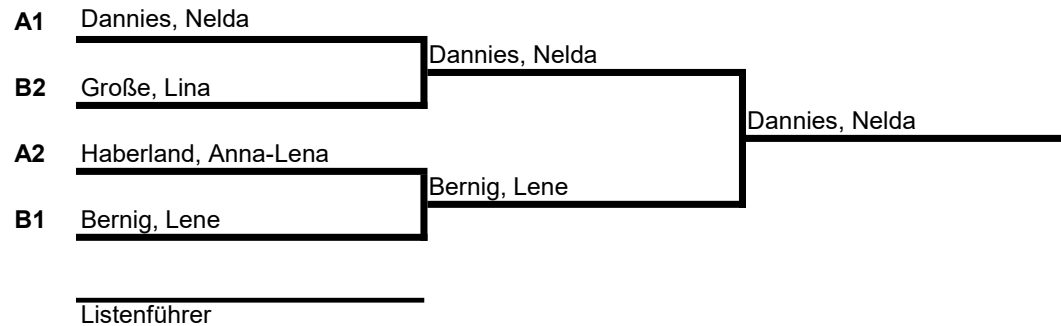 A1 Dannies, Nelda
Dannies, Nelda
B2 Große, Lina
Dannies, Nelda
A2 Haberland, Anna-Lena
Bernig, Lene
B1 Bernig, Lene
Listenführer